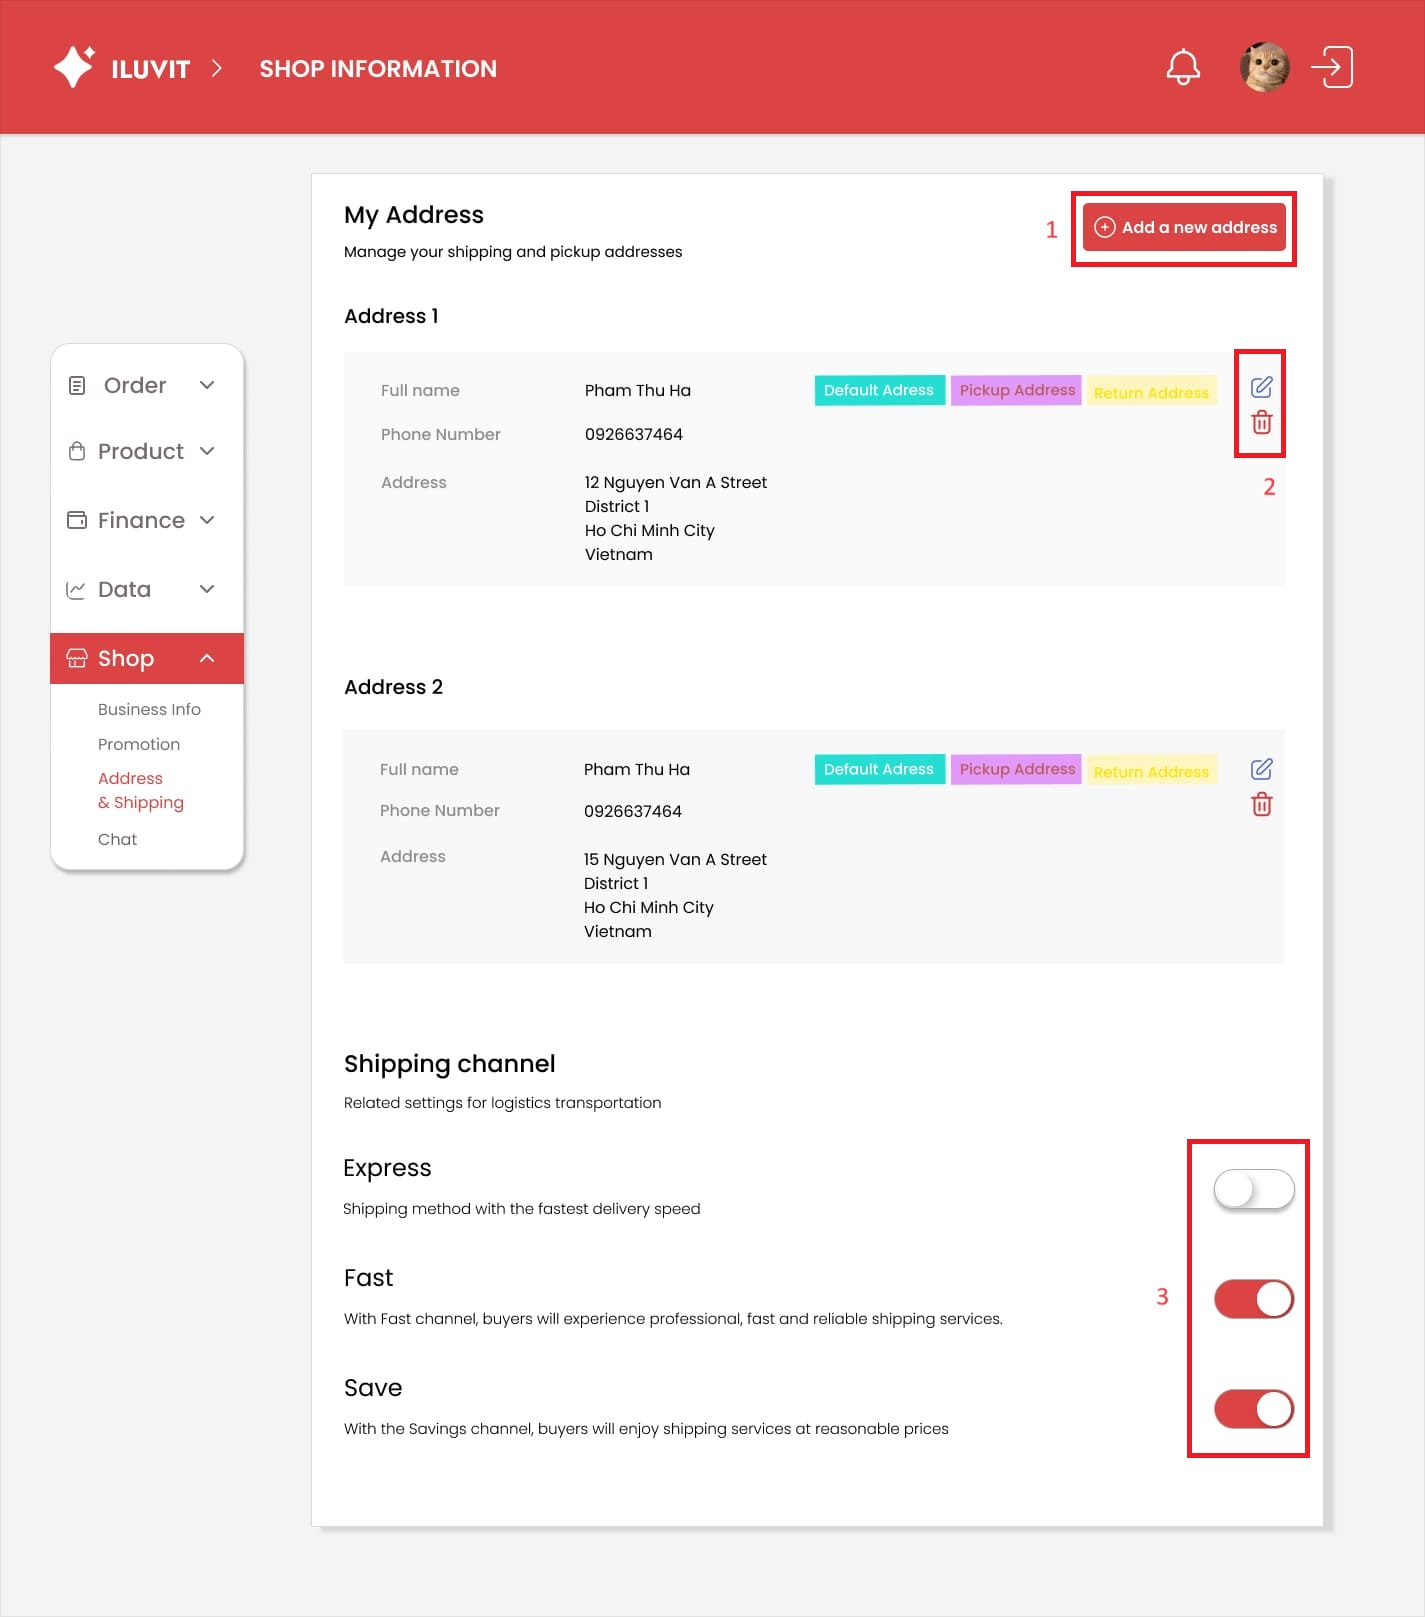 ILUVIT
SHOP INFORMATION
My Address
1
Add a new address
Manage your shipping and pickup addresses
Address 1
Full name
Pham Thu Ha
Default Adress
Pickup Address
Return Address
Phone Number
0926637464
Address
12 Nguyen Van A Street
District 1
Ho Chi Minh City
Vietnam
2
Order
Product
Finance
Data
Shop
Business Info
Promotion
Address
& Shipping
Chat
Address 2
Full name
Pham Thu Ha
Default Adress
Pickup Address
Return Address
Phone Number
0926637464
Address
15 Nguyen Van A Street
District 1
Ho Chi Minh City
Vietnam
Shipping channel
Related settings for logistics transportation
Express
Shipping method with the fastest delivery speed
Fast
3
With Fast channel, buyers will experience professional, fast and reliable shipping services.
Save
With the Savings channel, buyers will enjoy shipping services at reasonable prices